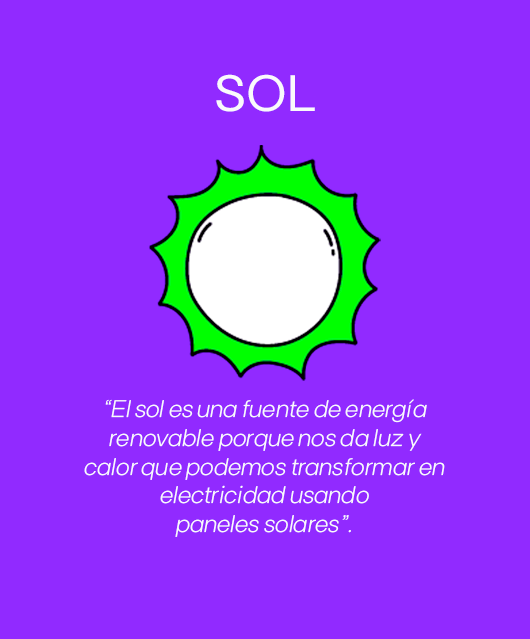 SOL
“El sol es una fuente de energía
renovable porque nos da luz y
calor que podemos transformar en
electricidad usando
paneles solares”.